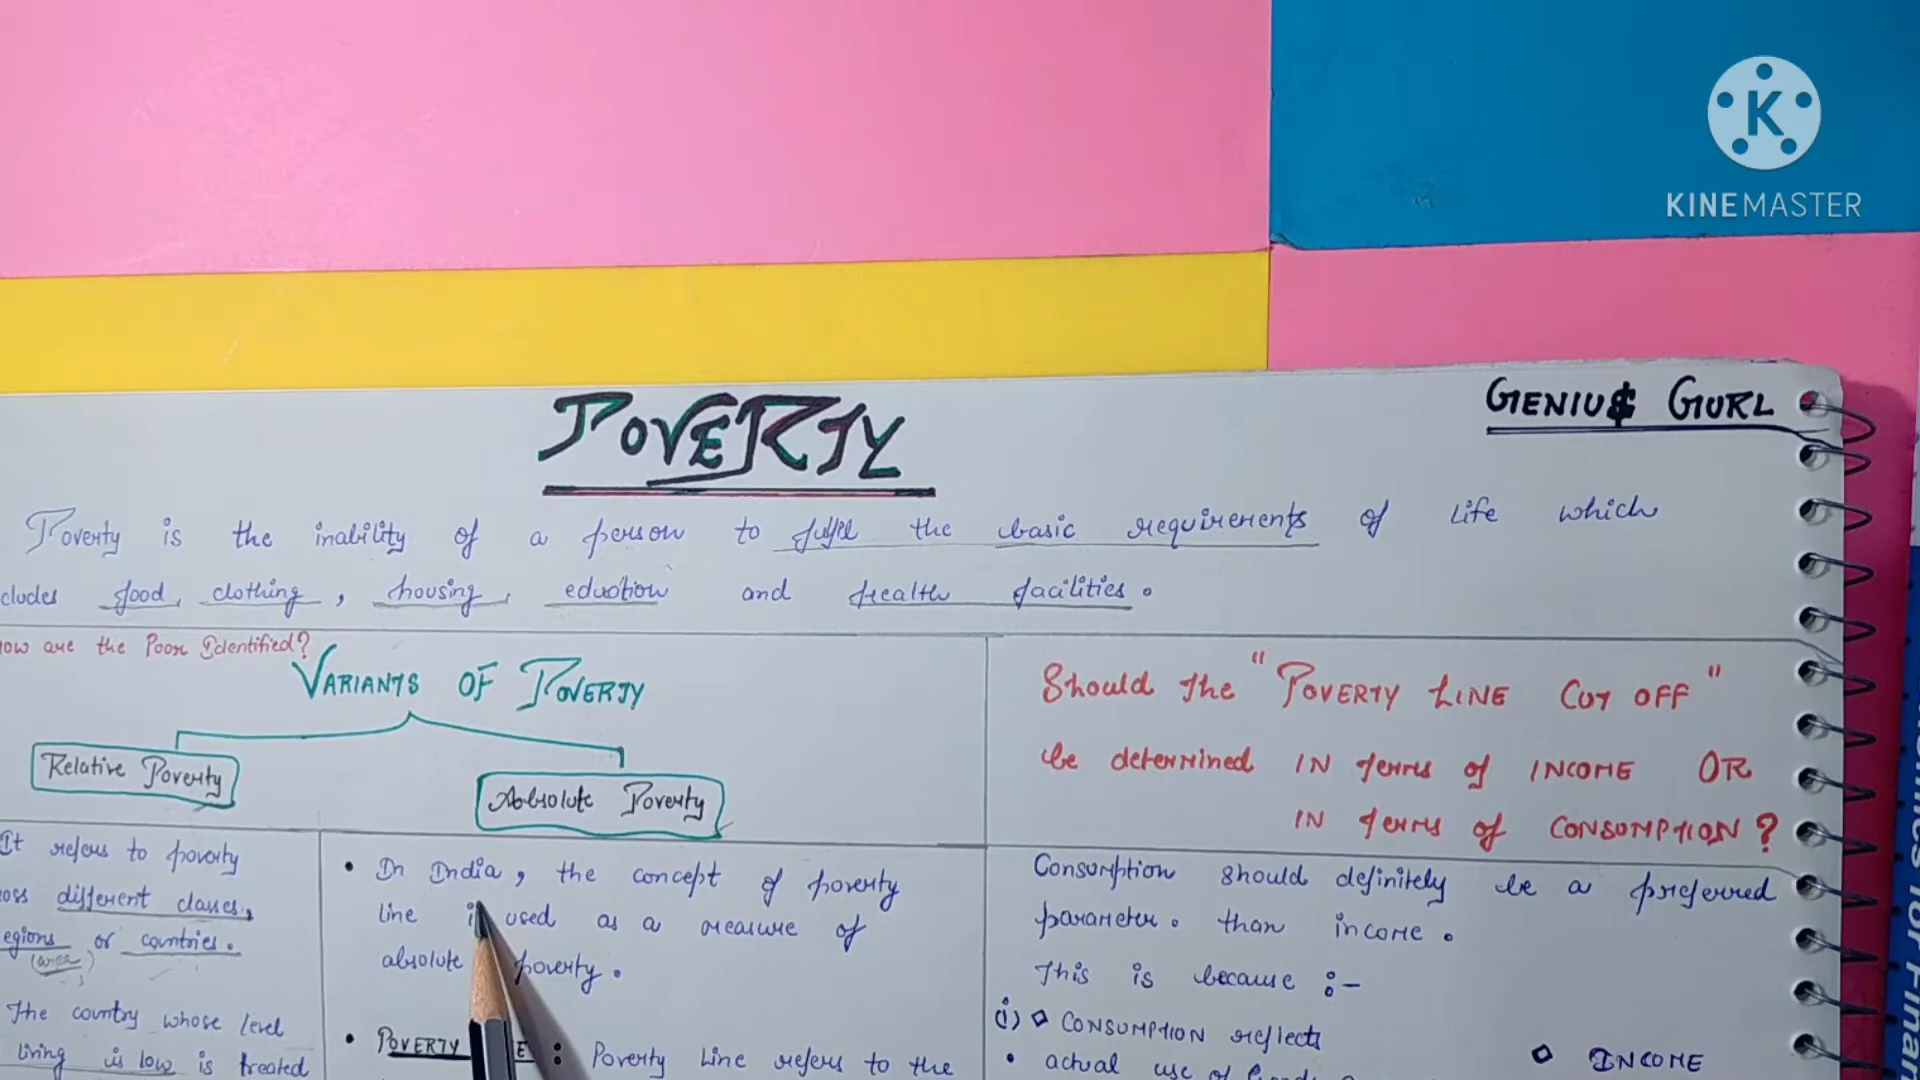 K
KINEMASTER
POVERTY
GENIU$ GURL
Poverty is the inability of a person to fulfil the basic requirements of life which
cludes food, clothing, housing, eduction and health facilities.
How are the Poor Identified?
VARIANTS OF POVERTY
Relative Poverty
Absolute Poverty
It refers to poverty
oss different classes,
egions or countries.
(area)
The country whose level
living is low is treated
• In India, the concept of poverty
line is used as a measure of
absolute poverty.
• POVERTY E : Poverty Line refers to the
Should the "POVERTY LINE CUT OFF"
be determined IN terms of INCOME OR
IN terms of CONSUMPTION?
Consumption should definitely be a preferred
parameter. than income.
This is because :-
(i) ◇ CONSUMPTION reflects
• actual use of
◇ INCOME